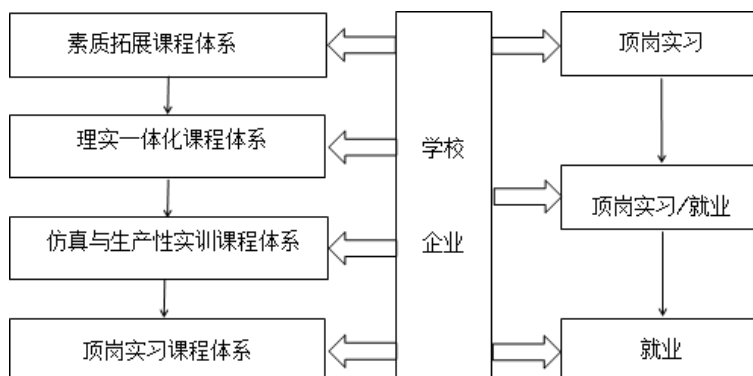 素质拓展课程体系
理实一体化课程体系
仿真与生产性实训课程体系
顶岗实习课程体系
学校
企业
顶岗实习
顶岗实习/就业
就业